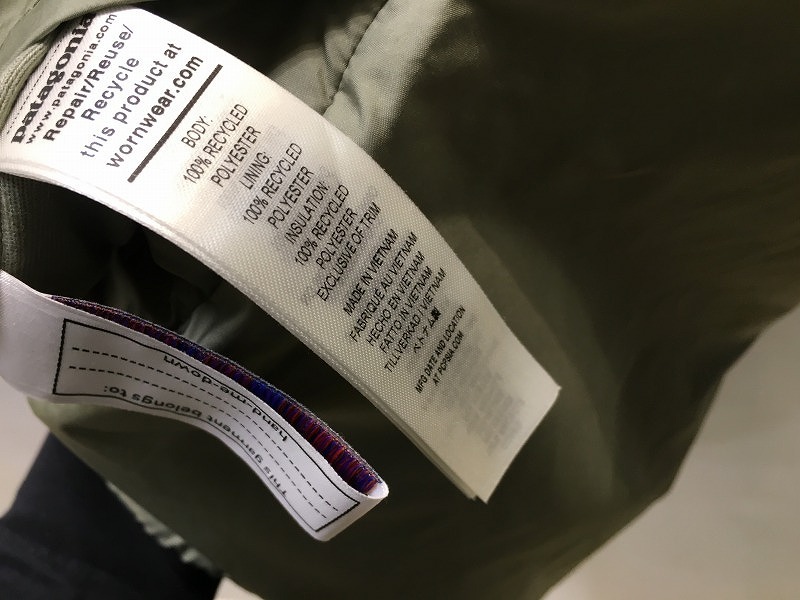 patagonia
www.patagonia.com
Repair/Reuse/
Recycle
this product at
wornwear.com
BODY:
100% RECYCLED
POLYESTER
LINING:
100% RECYCLED
POLYESTER
INSULATION:
100% RECYCLED
POLYESTER
EXCLUSIVE OF TRIM
MADE IN VIETNAM
FABRIQUE AU VIETNAM
HECHO EN VIETNAM
FATTO IN VIETNAM
TILLVERKAD I VIETNAM
ベトナム製
MFG DATE AND LOCATION
AT PCPSIA.COM
This garment belongs to:
hand-me-down